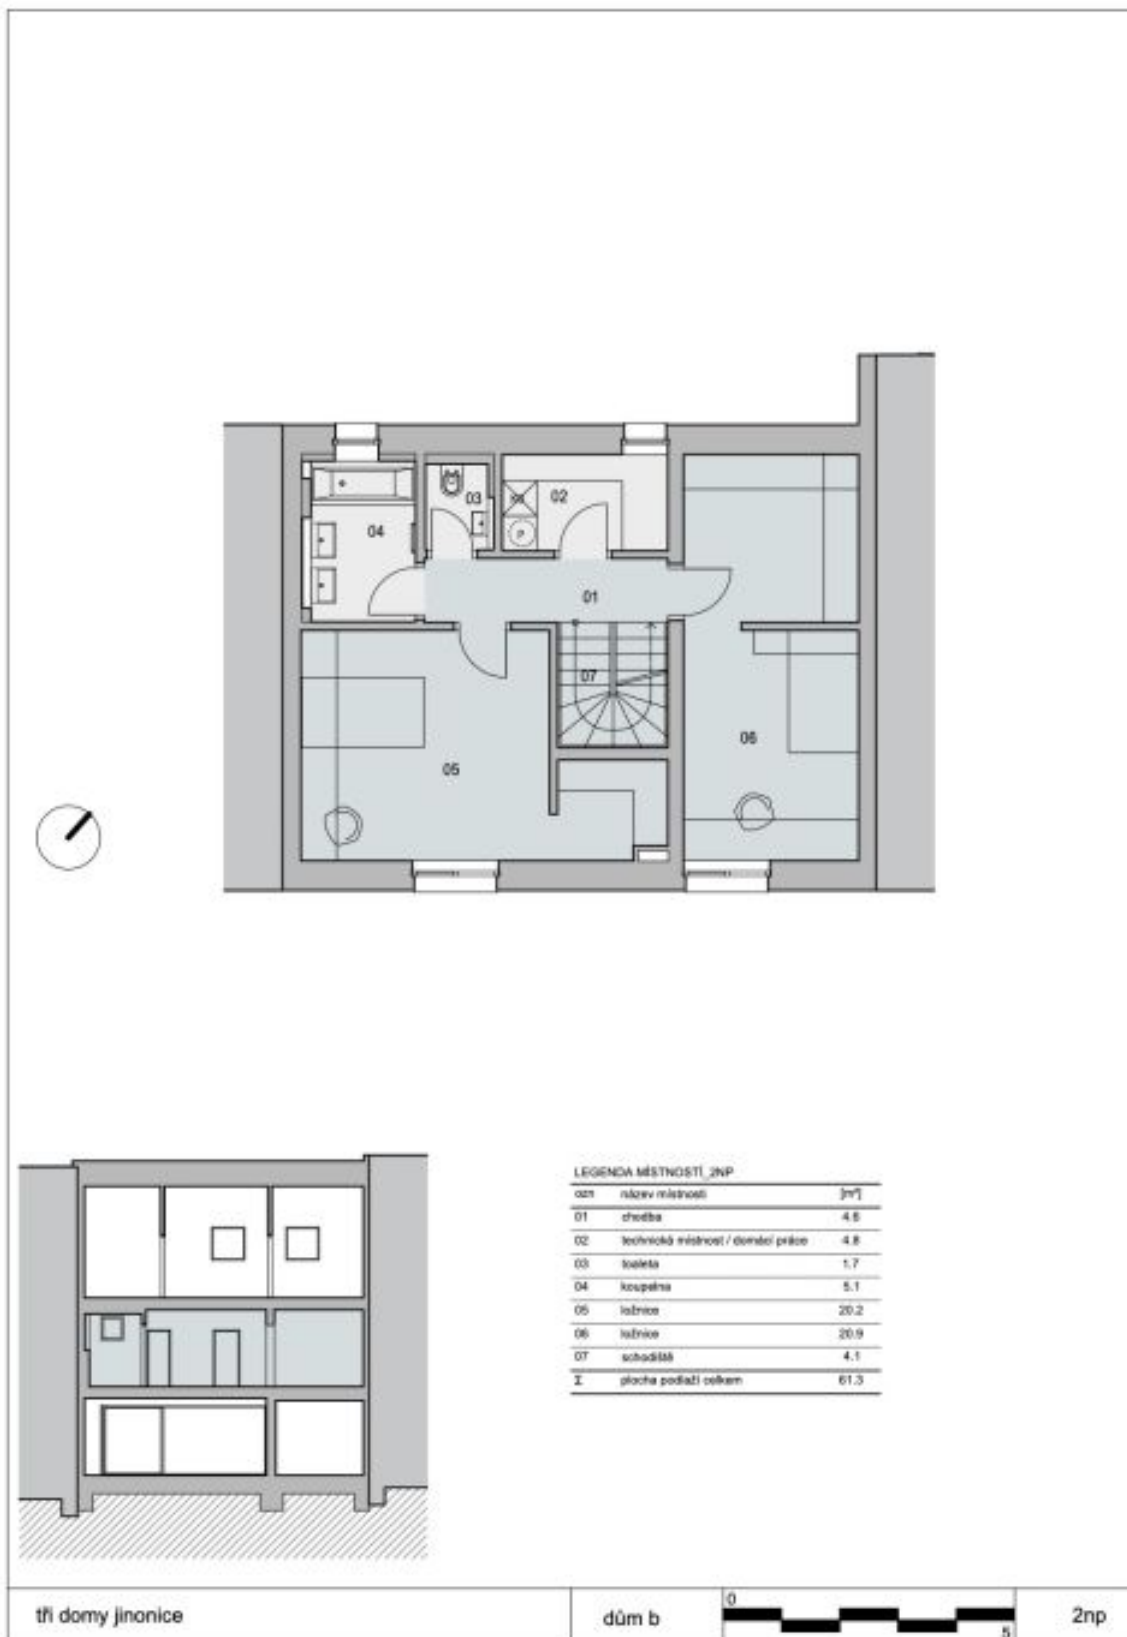 03
02
P
04
01
07
06
05
LEGENDA MÍSTNOSTÍ_2NP
ozn název místnosti [m²]
01 chodba 4.6
02 technická místnost / domácí práce 4.8
03 toaleta 1.7
04 koupelna 5.1
05 ložnice 20.2
06 ložnice 20.9
07 schodiště 4.1
Σ plocha podlaží celkem 61.3
tři domy jinonice
dům b
0
5
2np